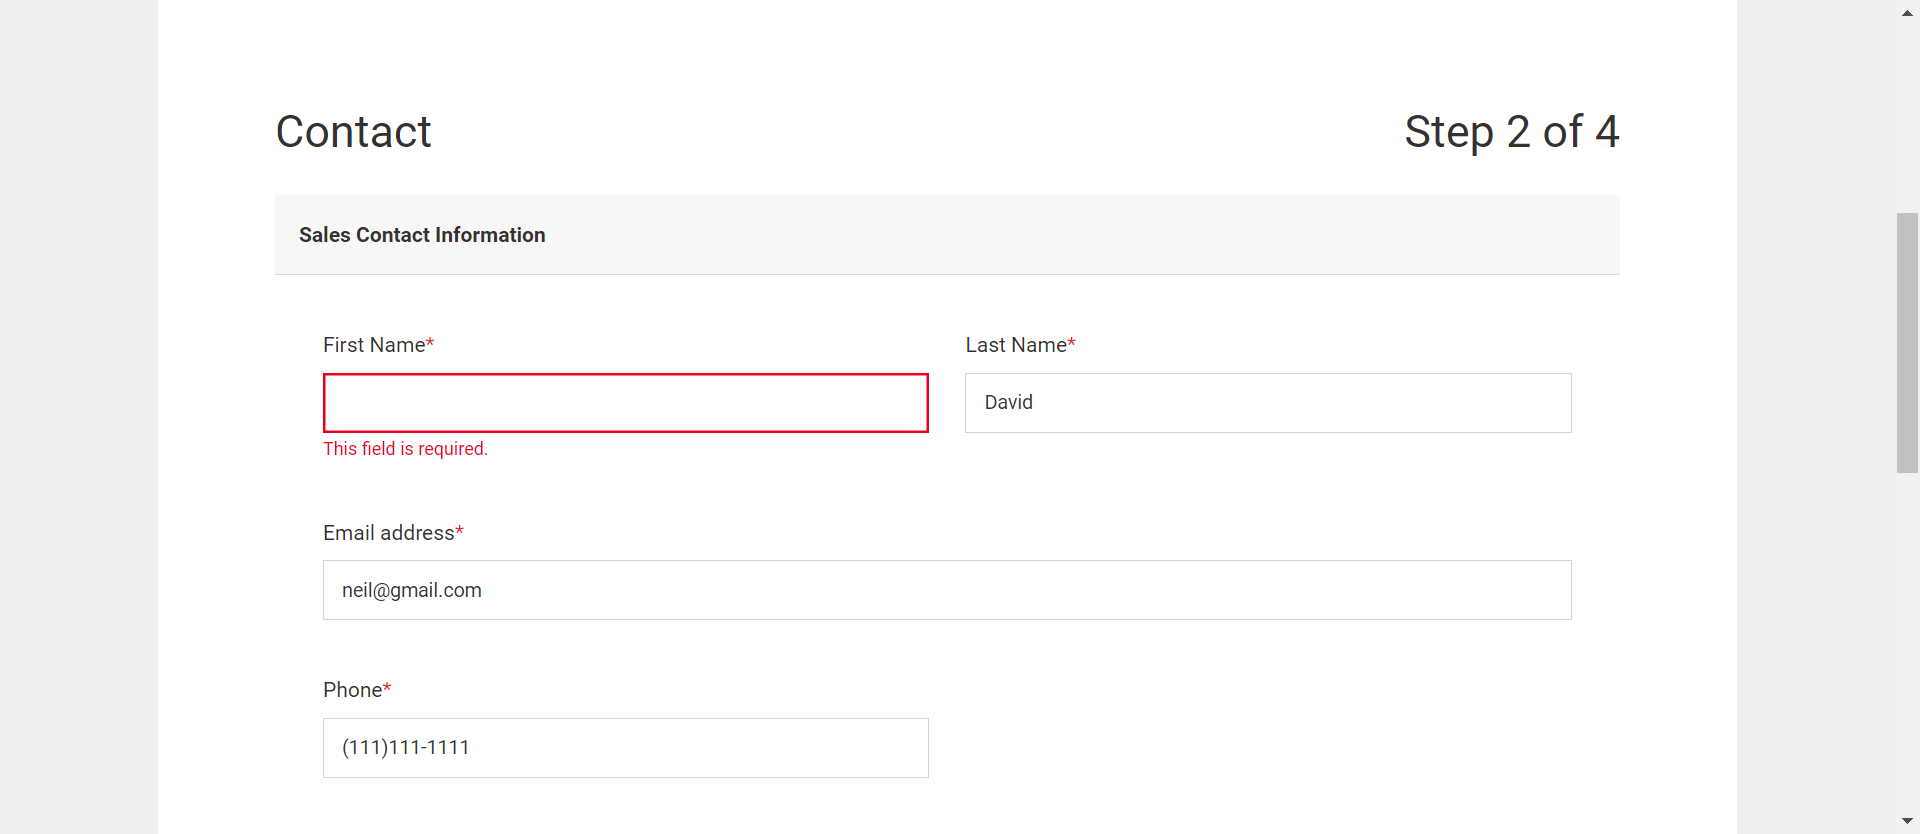 Contact
Step 2 of 4
Sales Contact Information
First Name*
Last Name*
David
This field is required.
Email address*
neil@gmail.com
Phone*
(111)111-1111